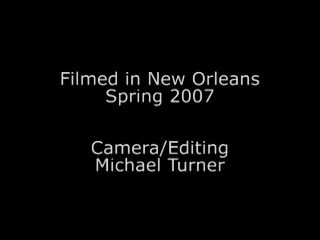 Filmed in New Orleans
Spring 2007
Camera/Editing
Michael Turner